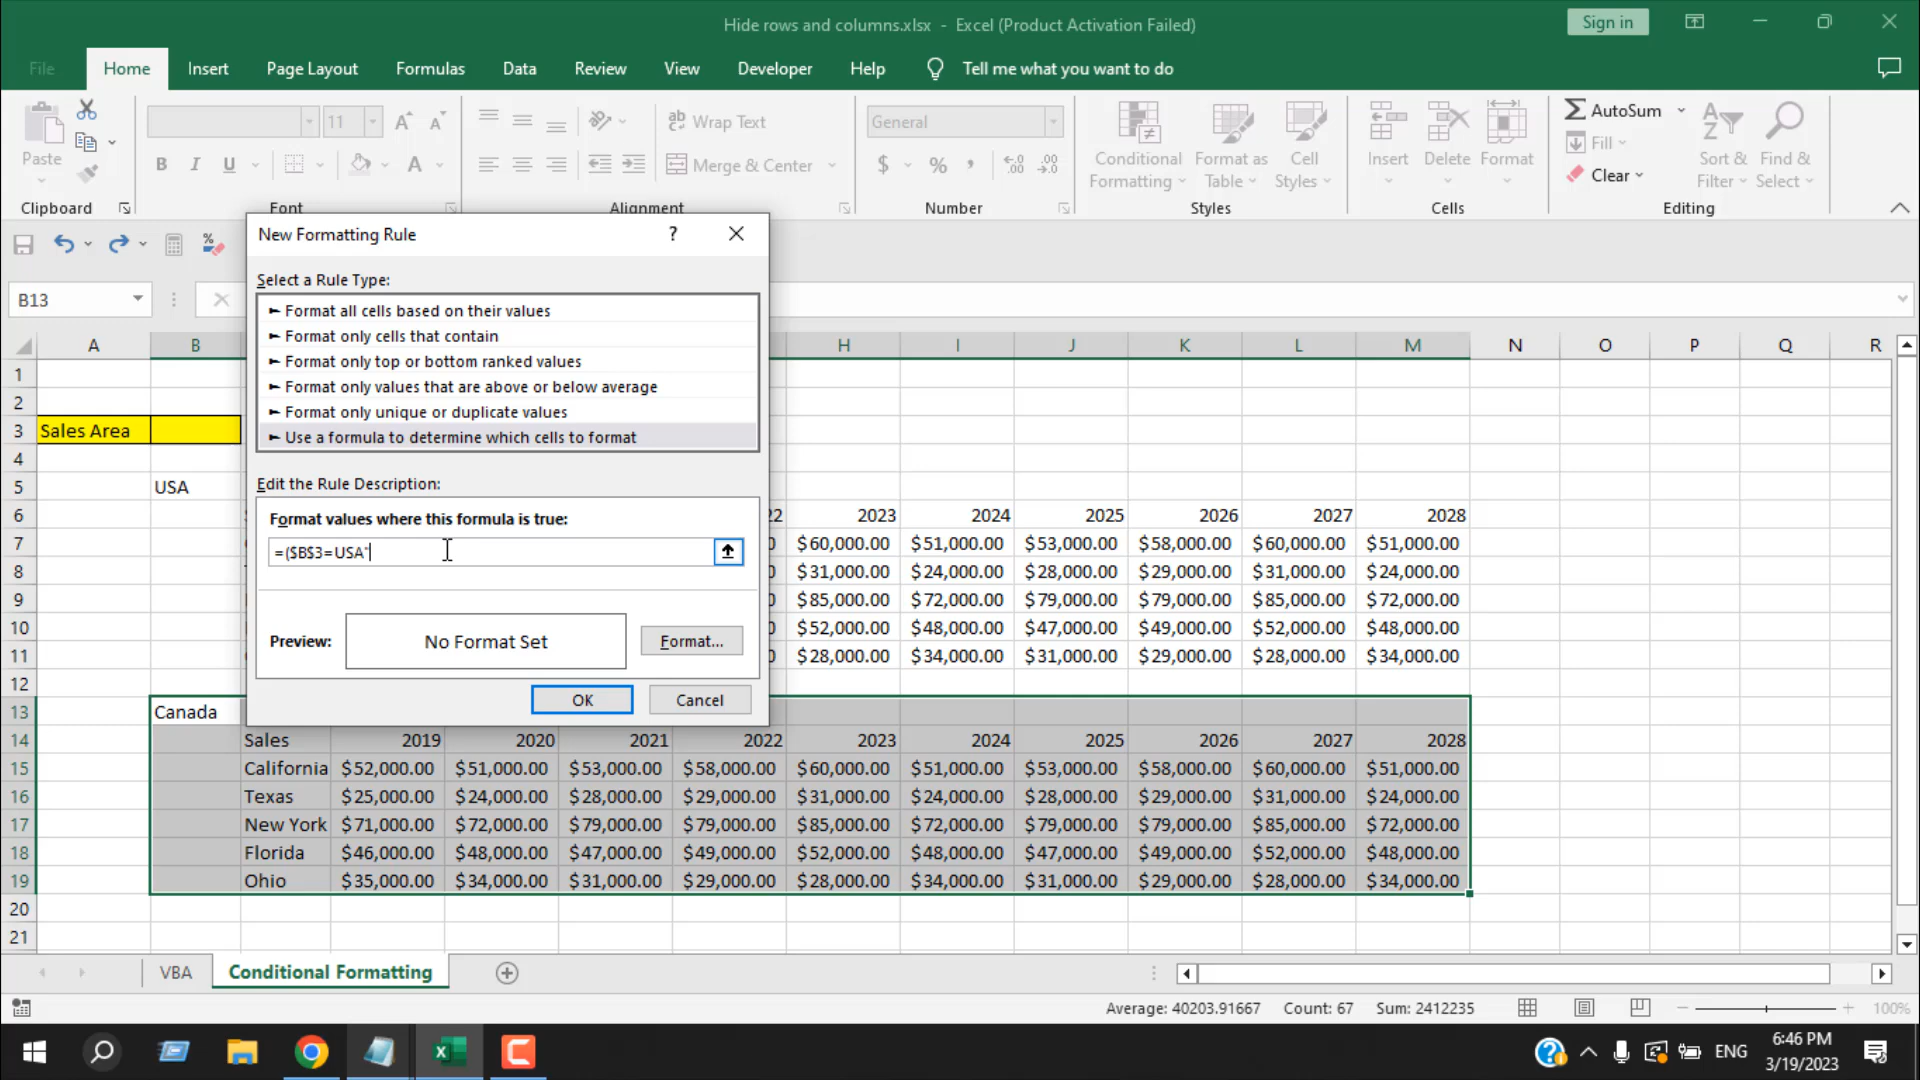 Hide rows and columns.xlsx - Excel (Product Activation Failed)
Sign in
File Home Insert Page Layout Formulas Data Review View Developer Help Tell me what you want to do
Paste
Clipboard
11
B I U A
Font
Wrap Text
Merge & Center
Alignment
General
$ % ,
Number
Conditional Formatting
Format as Table
Cell Styles
Styles
Insert Delete Format
Cells
AutoSum
Fill
Clear
Sort & Filter
Find & Select
Editing
B13
New Formatting Rule ?
Select a Rule Type:
► Format all cells based on their values
► Format only cells that contain
► Format only top or bottom ranked values
► Format only values that are above or below average
► Format only unique or duplicate values
► Use a formula to determine which cells to format
Edit the Rule Description:
Format values where this formula is true:
=($B$3=USA"
Preview: No Format Set Format...
OK Cancel
A B H I J K L M N O P Q R
1
2
3 Sales Area
4
5 USA
6 22 2023 2024 2025 2026 2027 2028
7 0 $60,000.00 $51,000.00 $53,000.00 $58,000.00 $60,000.00 $51,000.00
8 0 $31,000.00 $24,000.00 $28,000.00 $29,000.00 $31,000.00 $24,000.00
9 0 $85,000.00 $72,000.00 $79,000.00 $79,000.00 $85,000.00 $72,000.00
10 0 $52,000.00 $48,000.00 $47,000.00 $49,000.00 $52,000.00 $48,000.00
11 0 $28,000.00 $34,000.00 $31,000.00 $29,000.00 $28,000.00 $34,000.00
12
13 Canada
14 Sales 2019 2020 2021 2022 2023 2024 2025 2026 2027 2028
15 California $52,000.00 $51,000.00 $53,000.00 $58,000.00 $60,000.00 $51,000.00 $53,000.00 $58,000.00 $60,000.00 $51,000.00
16 Texas $25,000.00 $24,000.00 $28,000.00 $29,000.00 $31,000.00 $24,000.00 $28,000.00 $29,000.00 $31,000.00 $24,000.00
17 New York $71,000.00 $72,000.00 $79,000.00 $79,000.00 $85,000.00 $72,000.00 $79,000.00 $79,000.00 $85,000.00 $72,000.00
18 Florida $46,000.00 $48,000.00 $47,000.00 $49,000.00 $52,000.00 $48,000.00 $47,000.00 $49,000.00 $52,000.00 $48,000.00
19 Ohio $35,000.00 $34,000.00 $31,000.00 $29,000.00 $28,000.00 $34,000.00 $31,000.00 $29,000.00 $28,000.00 $34,000.00
20
21
VBA Conditional Formatting
Average: 40203.91667 Count: 67 Sum: 2412235 100%
ENG 6:46 PM
3/19/2023